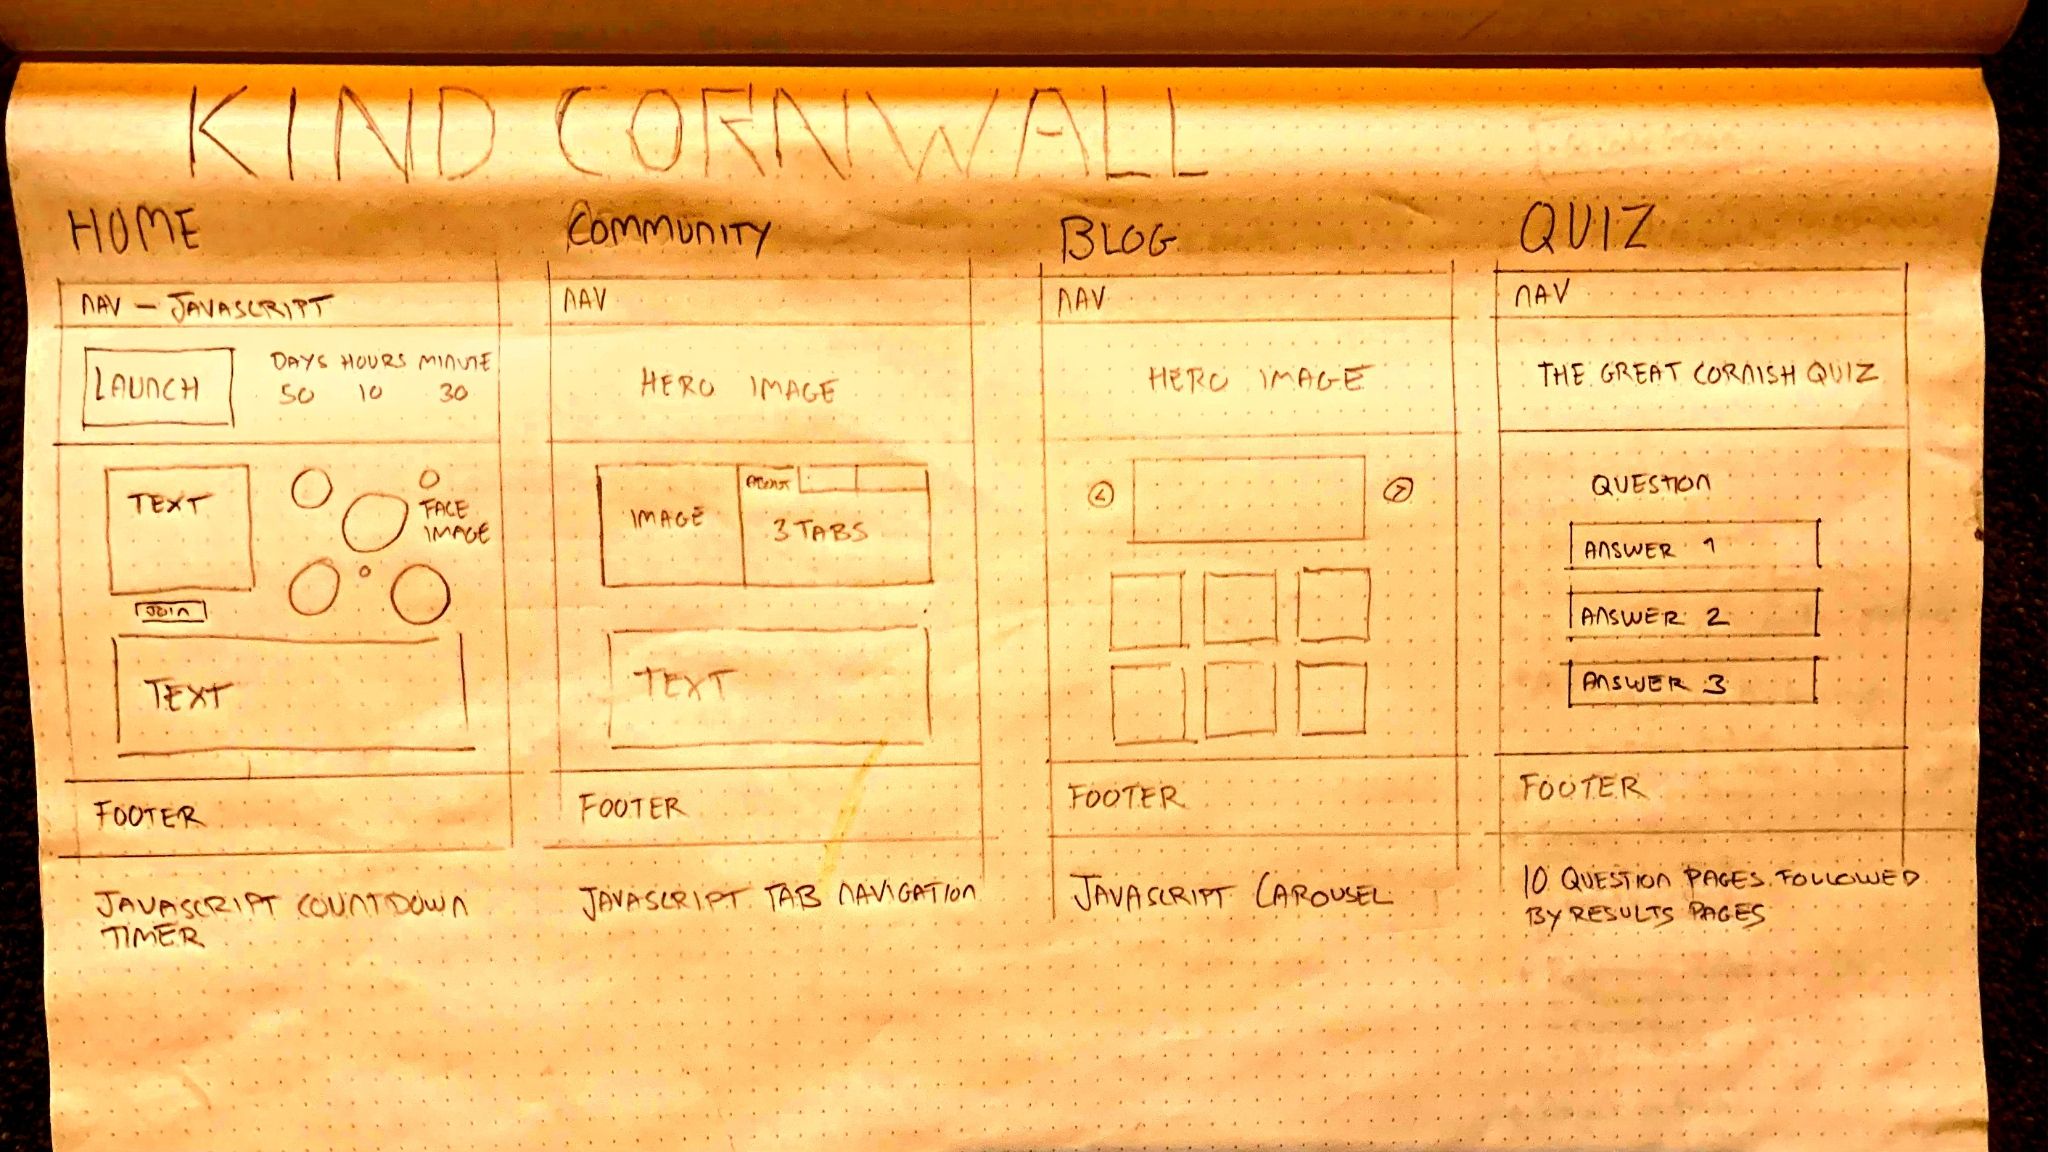 KIND CORNWALL
HOME
NAV – JAVASCRIPT
LAUNCH
DAYS HOURS MINUTE
50 10 30
TEXT
FACE
IMAGE
JOIN
TEXT
FOOTER
JAVASCRIPT COUNTDOWN
TIMER
COMMUNITY
NAV
HERO IMAGE
IMAGE
ABOUT
3 TABS
TEXT
FOOTER
JAVASCRIPT TAB NAVIGATION
BLOG
NAV
HERO IMAGE
<
>
FOOTER
JAVASCRIPT CAROUSEL
QUIZ
NAV
THE GREAT CORNISH QUIZ
QUESTION
ANSWER 1
ANSWER 2
ANSWER 3
FOOTER
10 QUESTION PAGES FOLLOWED
BY RESULTS PAGES